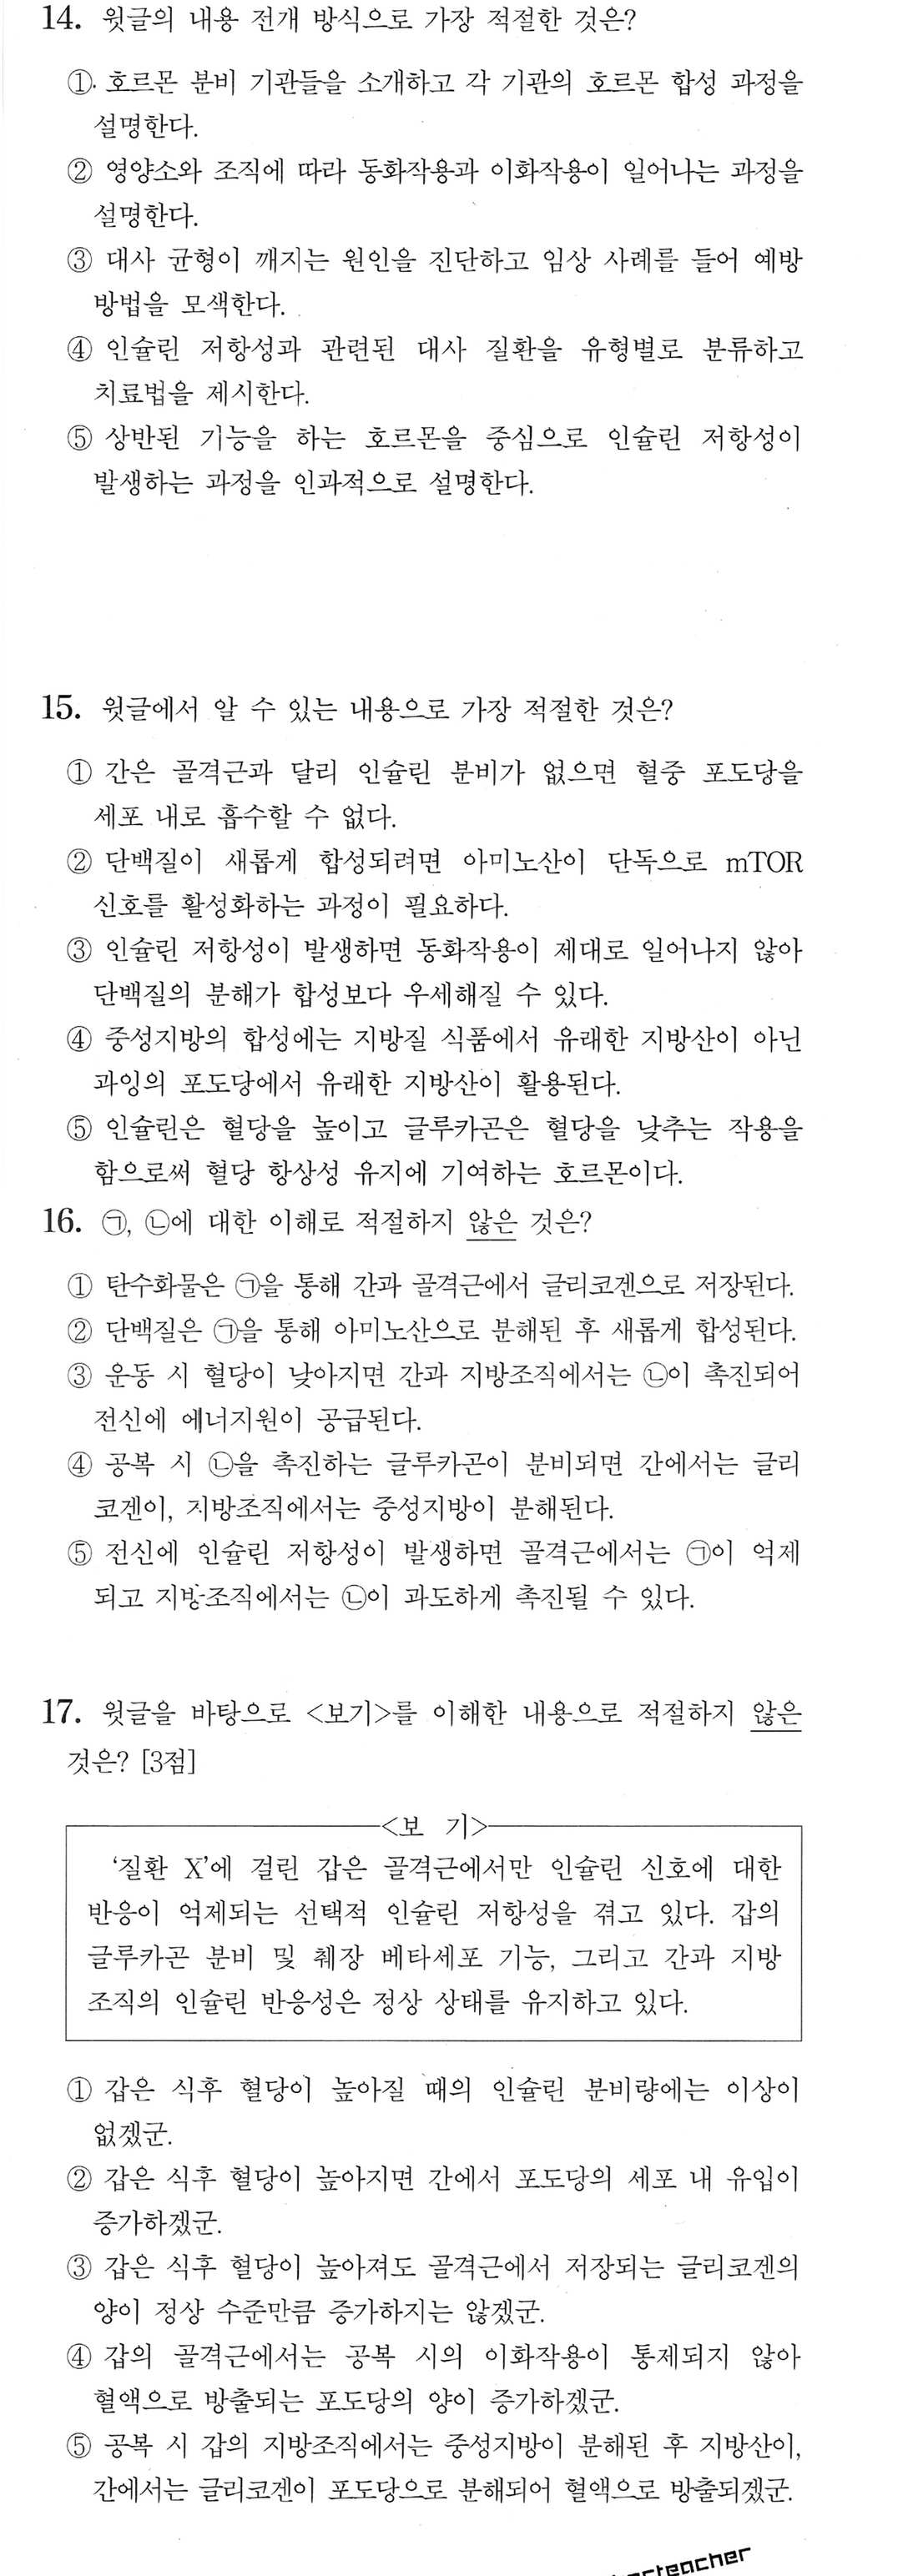 14. 윗글의 내용 전개 방식으로 가장 적절한 것은?
① 호르몬 분비 기관들을 소개하고 각 기관의 호르몬 합성 과정을
설명한다.
② 영양소와 조직에 따라 동화작용과 이화작용이 일어나는 과정을
설명한다.
③ 대사 균형이 깨지는 원인을 진단하고 임상 사례를 들어 예방
방법을 모색한다.
④ 인슐린 저항성과 관련된 대사 질환을 유형별로 분류하고
치료법을 제시한다.
⑤ 상반된 기능을 하는 호르몬을 중심으로 인슐린 저항성이
발생하는 과정을 인과적으로 설명한다.
15. 윗글에서 알 수 있는 내용으로 가장 적절한 것은?
① 간은 골격근과 달리 인슐린 분비가 없으면 혈중 포도당을
세포 내로 흡수할 수 없다.
② 단백질이 새롭게 합성되려면 아미노산이 단독으로 mTOR
신호를 활성화하는 과정이 필요하다.
③ 인슐린 저항성이 발생하면 동화작용이 제대로 일어나지 않아
단백질의 분해가 합성보다 우세해질 수 있다.
④ 중성지방의 합성에는 지방질 식품에서 유래한 지방산이 아닌
과잉의 포도당에서 유래한 지방산이 활용된다.
⑤ 인슐린은 혈당을 높이고 글루카곤은 혈당을 낮추는 작용을
함으로써 혈당 항상성 유지에 기여하는 호르몬이다.
16. ㉠, ㉡에 대한 이해로 적절하지 않은 것은?
① 탄수화물은 ㉠을 통해 간과 골격근에서 글리코겐으로 저장된다.
② 단백질은 ㉠을 통해 아미노산으로 분해된 후 새롭게 합성된다.
③ 운동 시 혈당이 낮아지면 간과 지방조직에서는 ㉡이 촉진되어
전신에 에너지원이 공급된다.
④ 공복 시 ㉡을 촉진하는 글루카곤이 분비되면 간에서는 글리
코겐이, 지방조직에서는 중성지방이 분해된다.
⑤ 전신에 인슐린 저항성이 발생하면 골격근에서는 ㉠이 억제
되고 지방조직에서는 ㉡이 과도하게 촉진될 수 있다.
17. 윗글을 바탕으로 <보기>를 이해한 내용으로 적절하지 않은
것은? [3점]
<보 기>
‘질환 X’에 걸린 갑은 골격근에서만 인슐린 신호에 대한
반응이 억제되는 선택적 인슐린 저항성을 겪고 있다. 갑의
글루카곤 분비 및 췌장 베타세포 기능, 그리고 간과 지방
조직의 인슐린 반응성은 정상 상태를 유지하고 있다.
① 갑은 식후 혈당이 높아질 때의 인슐린 분비량에는 이상이
없겠군.
② 갑은 식후 혈당이 높아지면 간에서 포도당의 세포 내 유입이
증가하겠군.
③ 갑은 식후 혈당이 높아져도 골격근에서 저장되는 글리코겐의
양이 정상 수준만큼 증가하지는 않겠군.
④ 갑의 골격근에서는 공복 시의 이화작용이 통제되지 않아
혈액으로 방출되는 포도당의 양이 증가하겠군.
⑤ 공복 시 갑의 지방조직에서는 중성지방이 분해된 후 지방산이,
간에서는 글리코겐이 포도당으로 분해되어 혈액으로 방출되겠군.